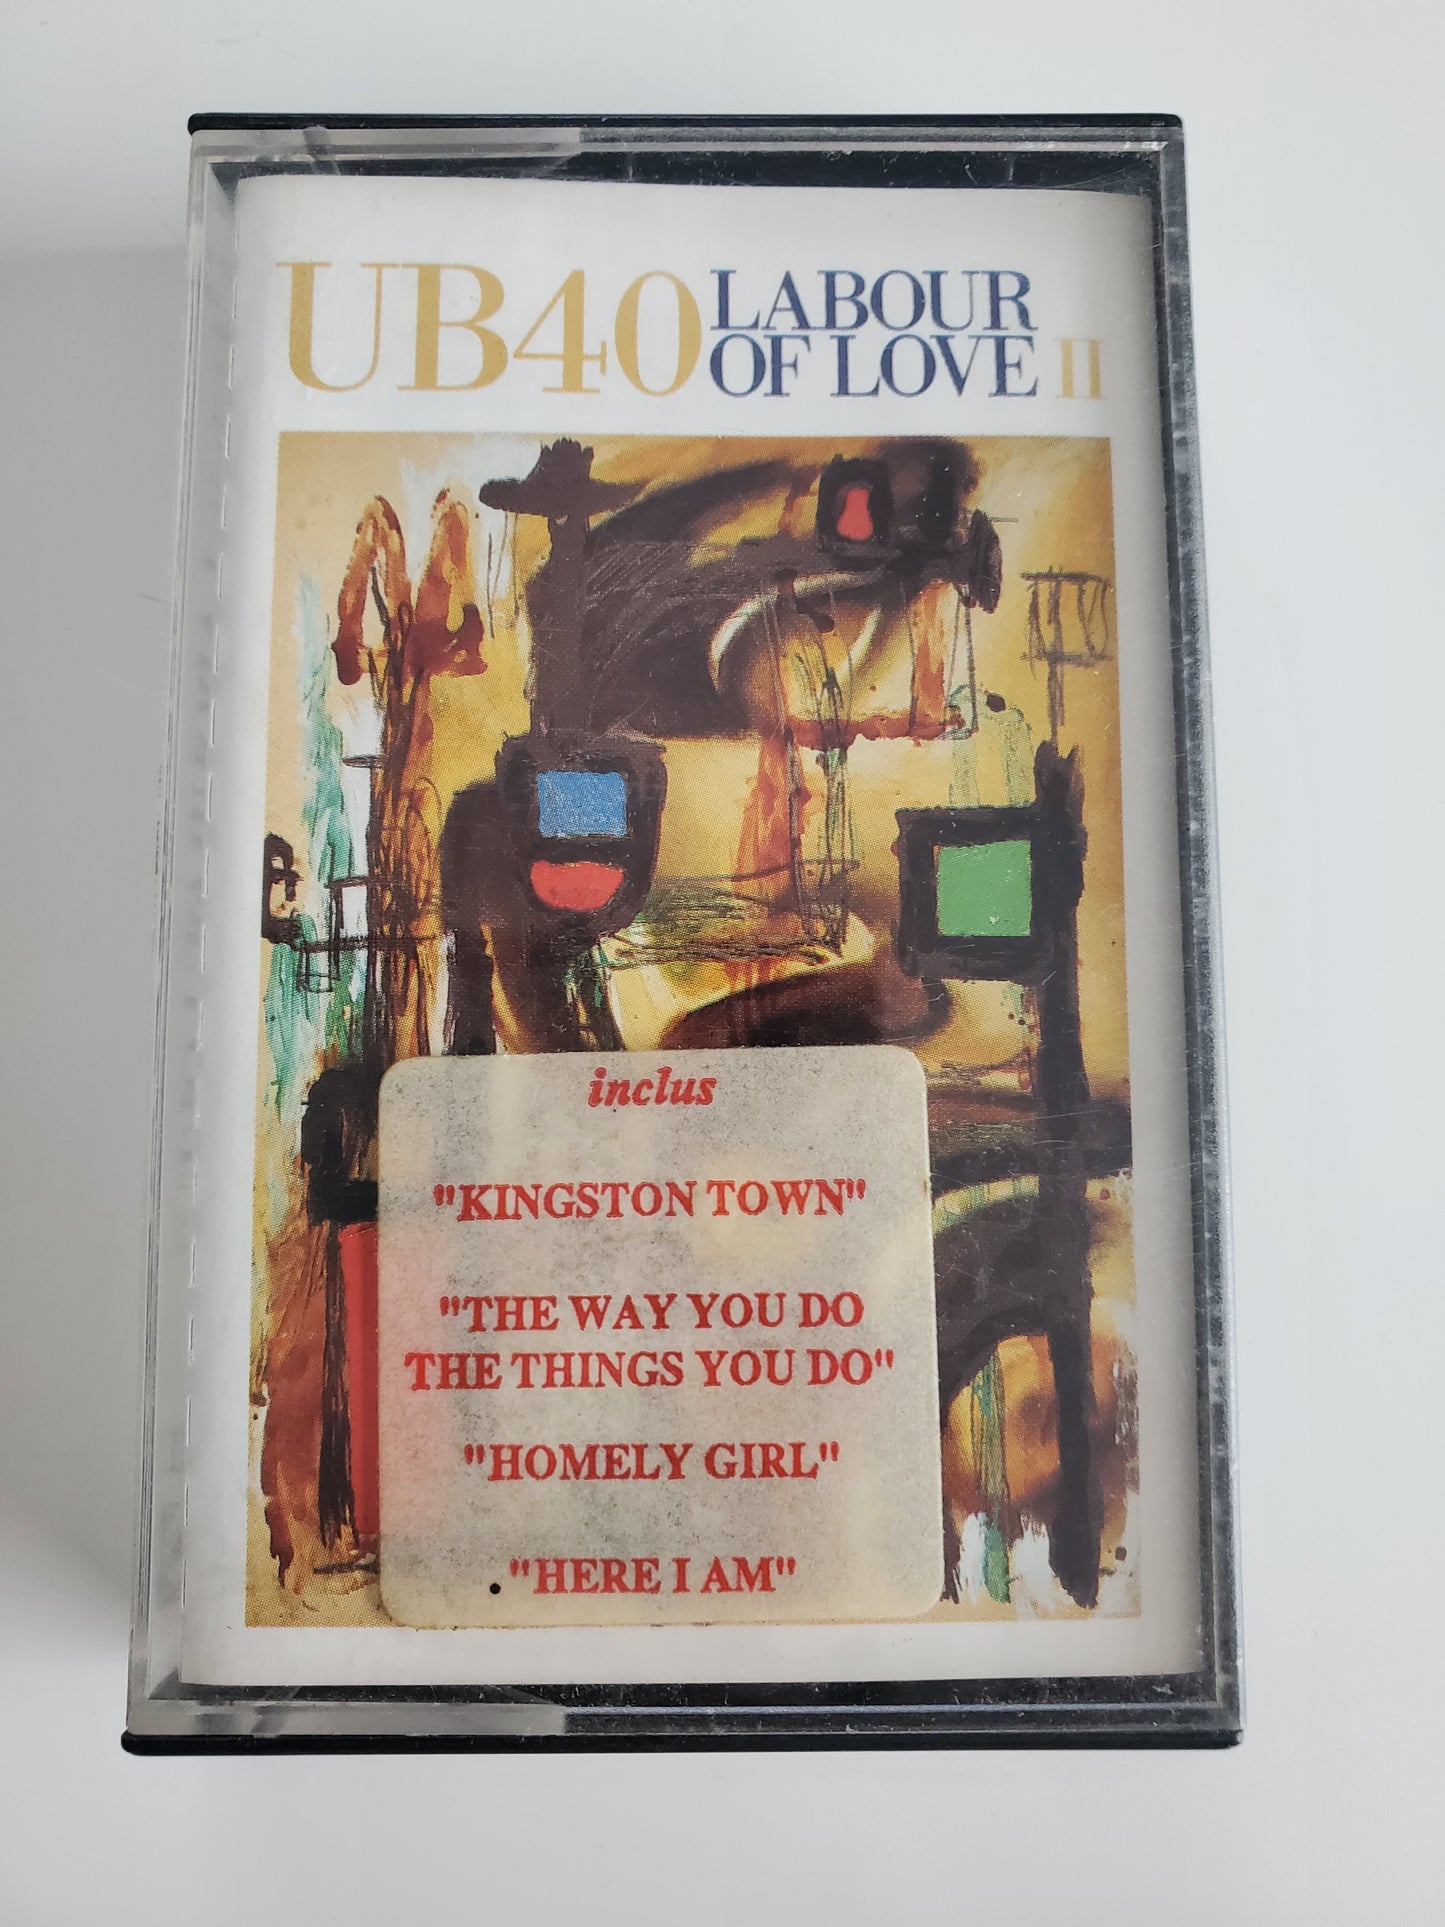 UB40 LABOUR
OF LOVE II
inclus
"KINGSTON TOWN"
"THE WAY YOU DO
THE THINGS YOU DO"
"HOMELY GIRL"
"HERE I AM"